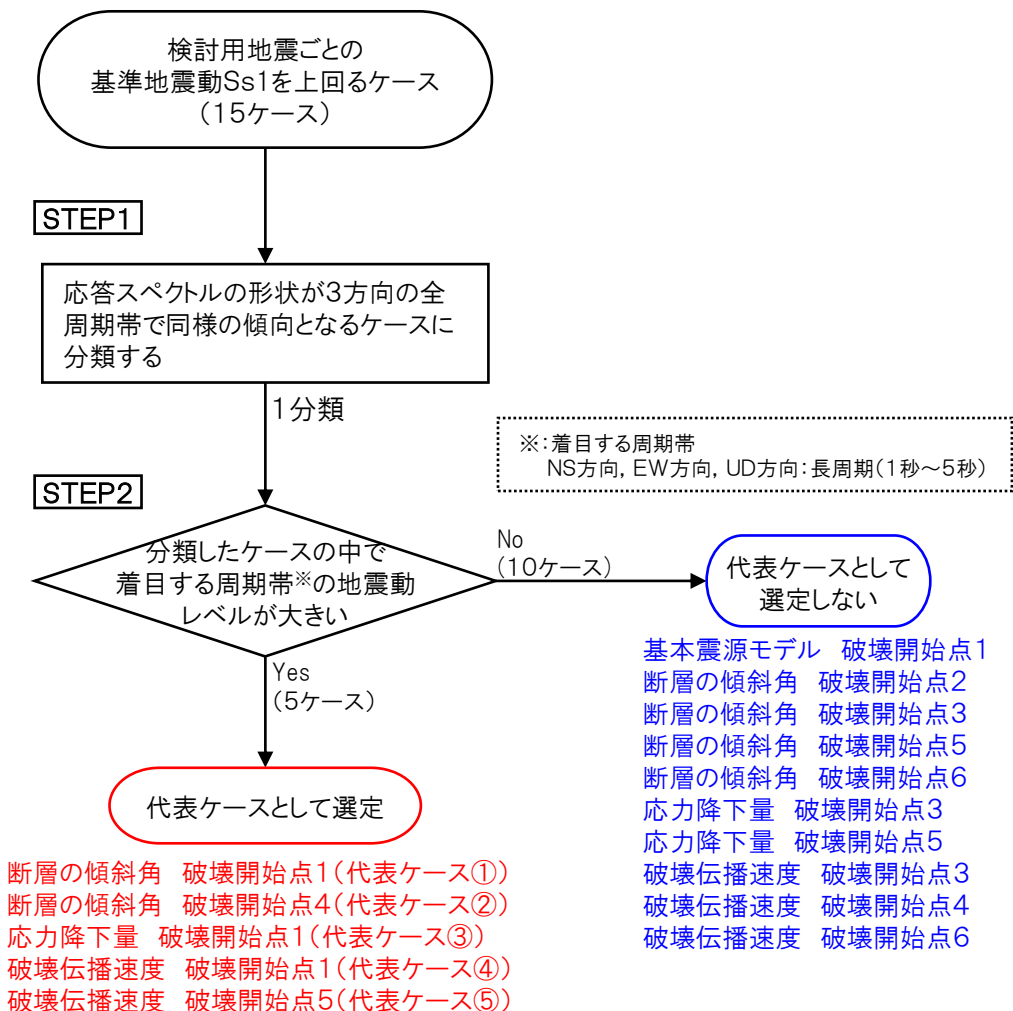 検討用地震ごとの
基準地震動Ss1を上回るケース
(15ケース)
STEP1
応答スペクトルの形状が3方向の全
周期帯で同様の傾向となるケースに
分類する
1分類
※:着目する周期帯
NS方向, EW方向, UD方向:長周期(1秒～5秒)
STEP2
分類したケースの中で
着目する周期帯※の地震動
レベルが大きい
No
(10ケース)
代表ケースとして
選定しない
基本震源モデル 破壊開始点1
断層の傾斜角 破壊開始点2
断層の傾斜角 破壊開始点3
断層の傾斜角 破壊開始点5
断層の傾斜角 破壊開始点6
応力降下量 破壊開始点3
応力降下量 破壊開始点5
破壊伝播速度 破壊開始点3
破壊伝播速度 破壊開始点4
破壊伝播速度 破壊開始点6
Yes
(5ケース)
代表ケースとして選定
断層の傾斜角 破壊開始点1(代表ケース①)
断層の傾斜角 破壊開始点4(代表ケース②)
応力降下量 破壊開始点1(代表ケース③)
破壊伝播速度 破壊開始点1(代表ケース④)
破壊伝播速度 破壊開始点5(代表ケース⑤)